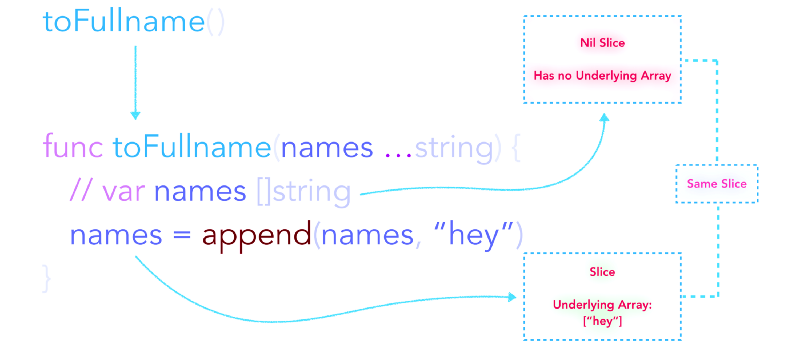 toFullname()
Nil Slice
Has no Underlying Array
func toFullname(names ...string) {
// var names []string
Same Slice
names = append(names, “hey”)
}
Slice
Underlying Array:
[“hey”]